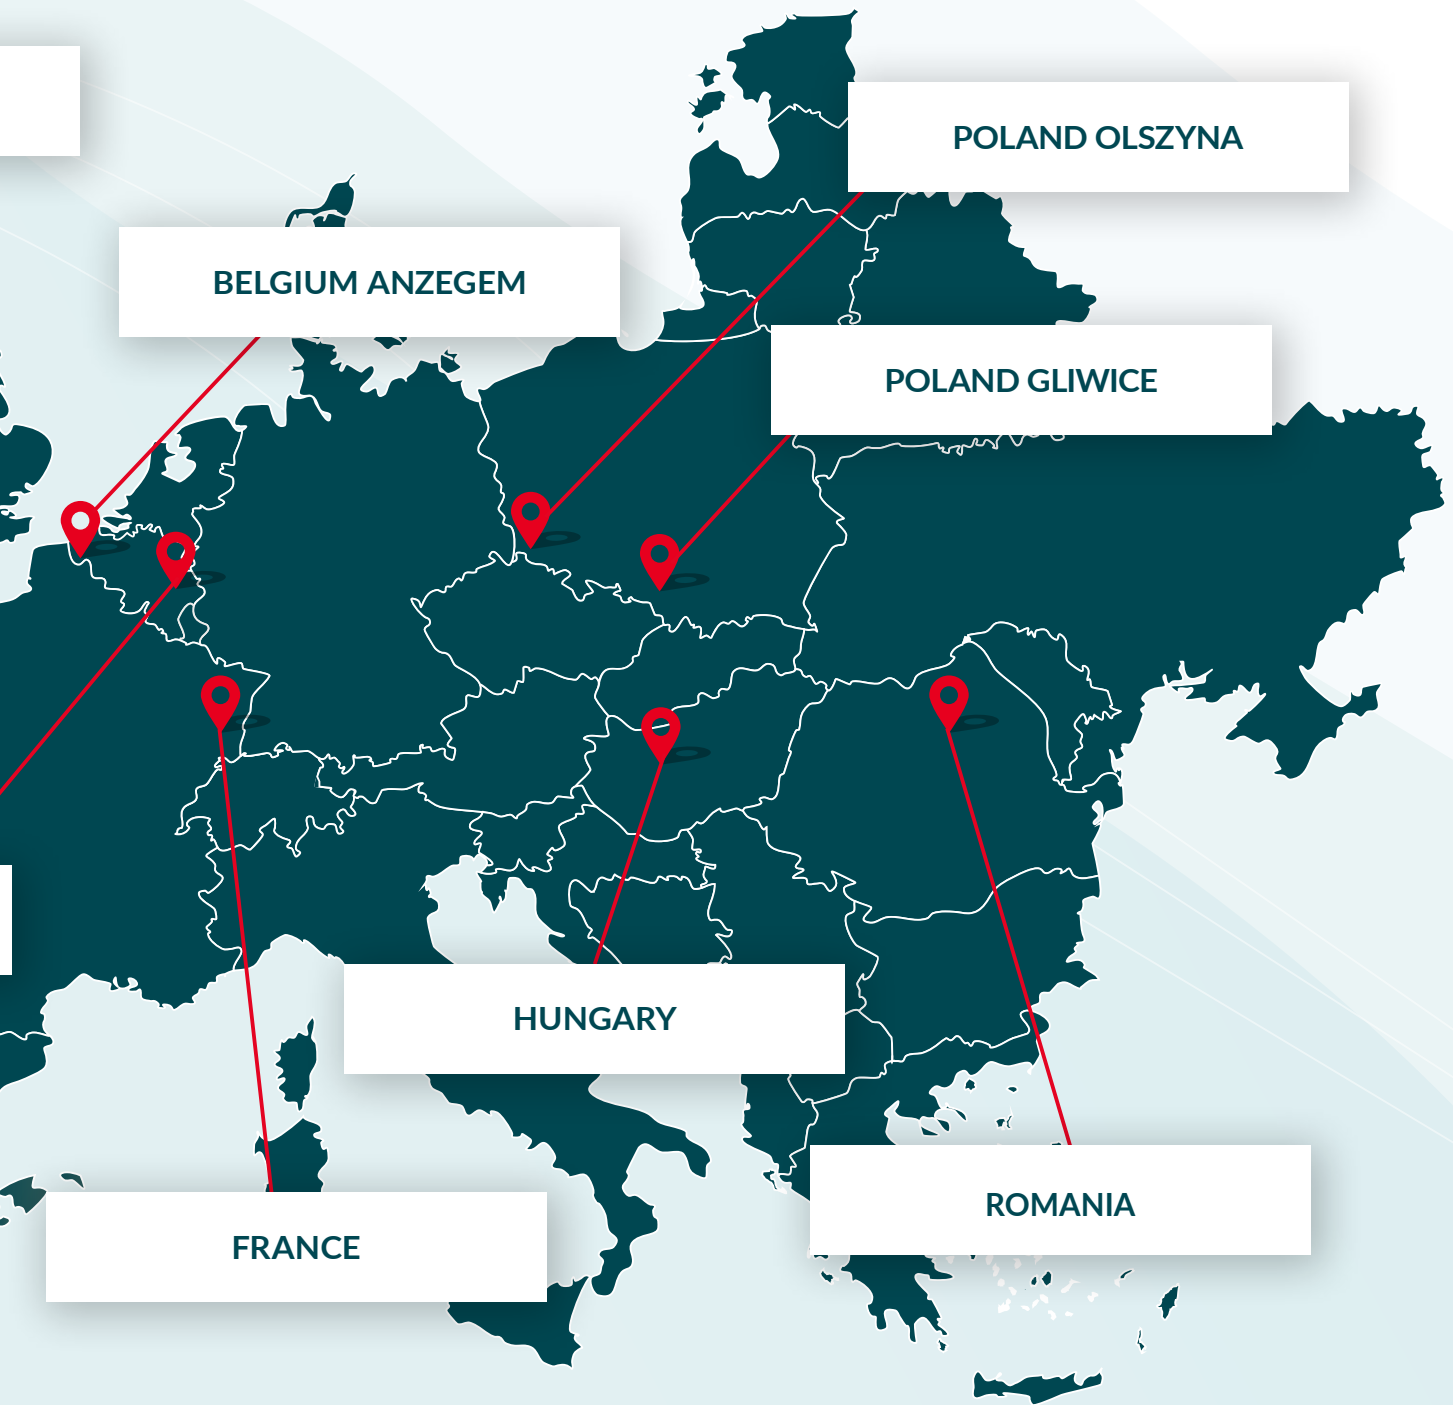 POLAND OLSZYNA
BELGIUM ANZEGEM
POLAND GLIWICE
HUNGARY
ROMANIA
FRANCE